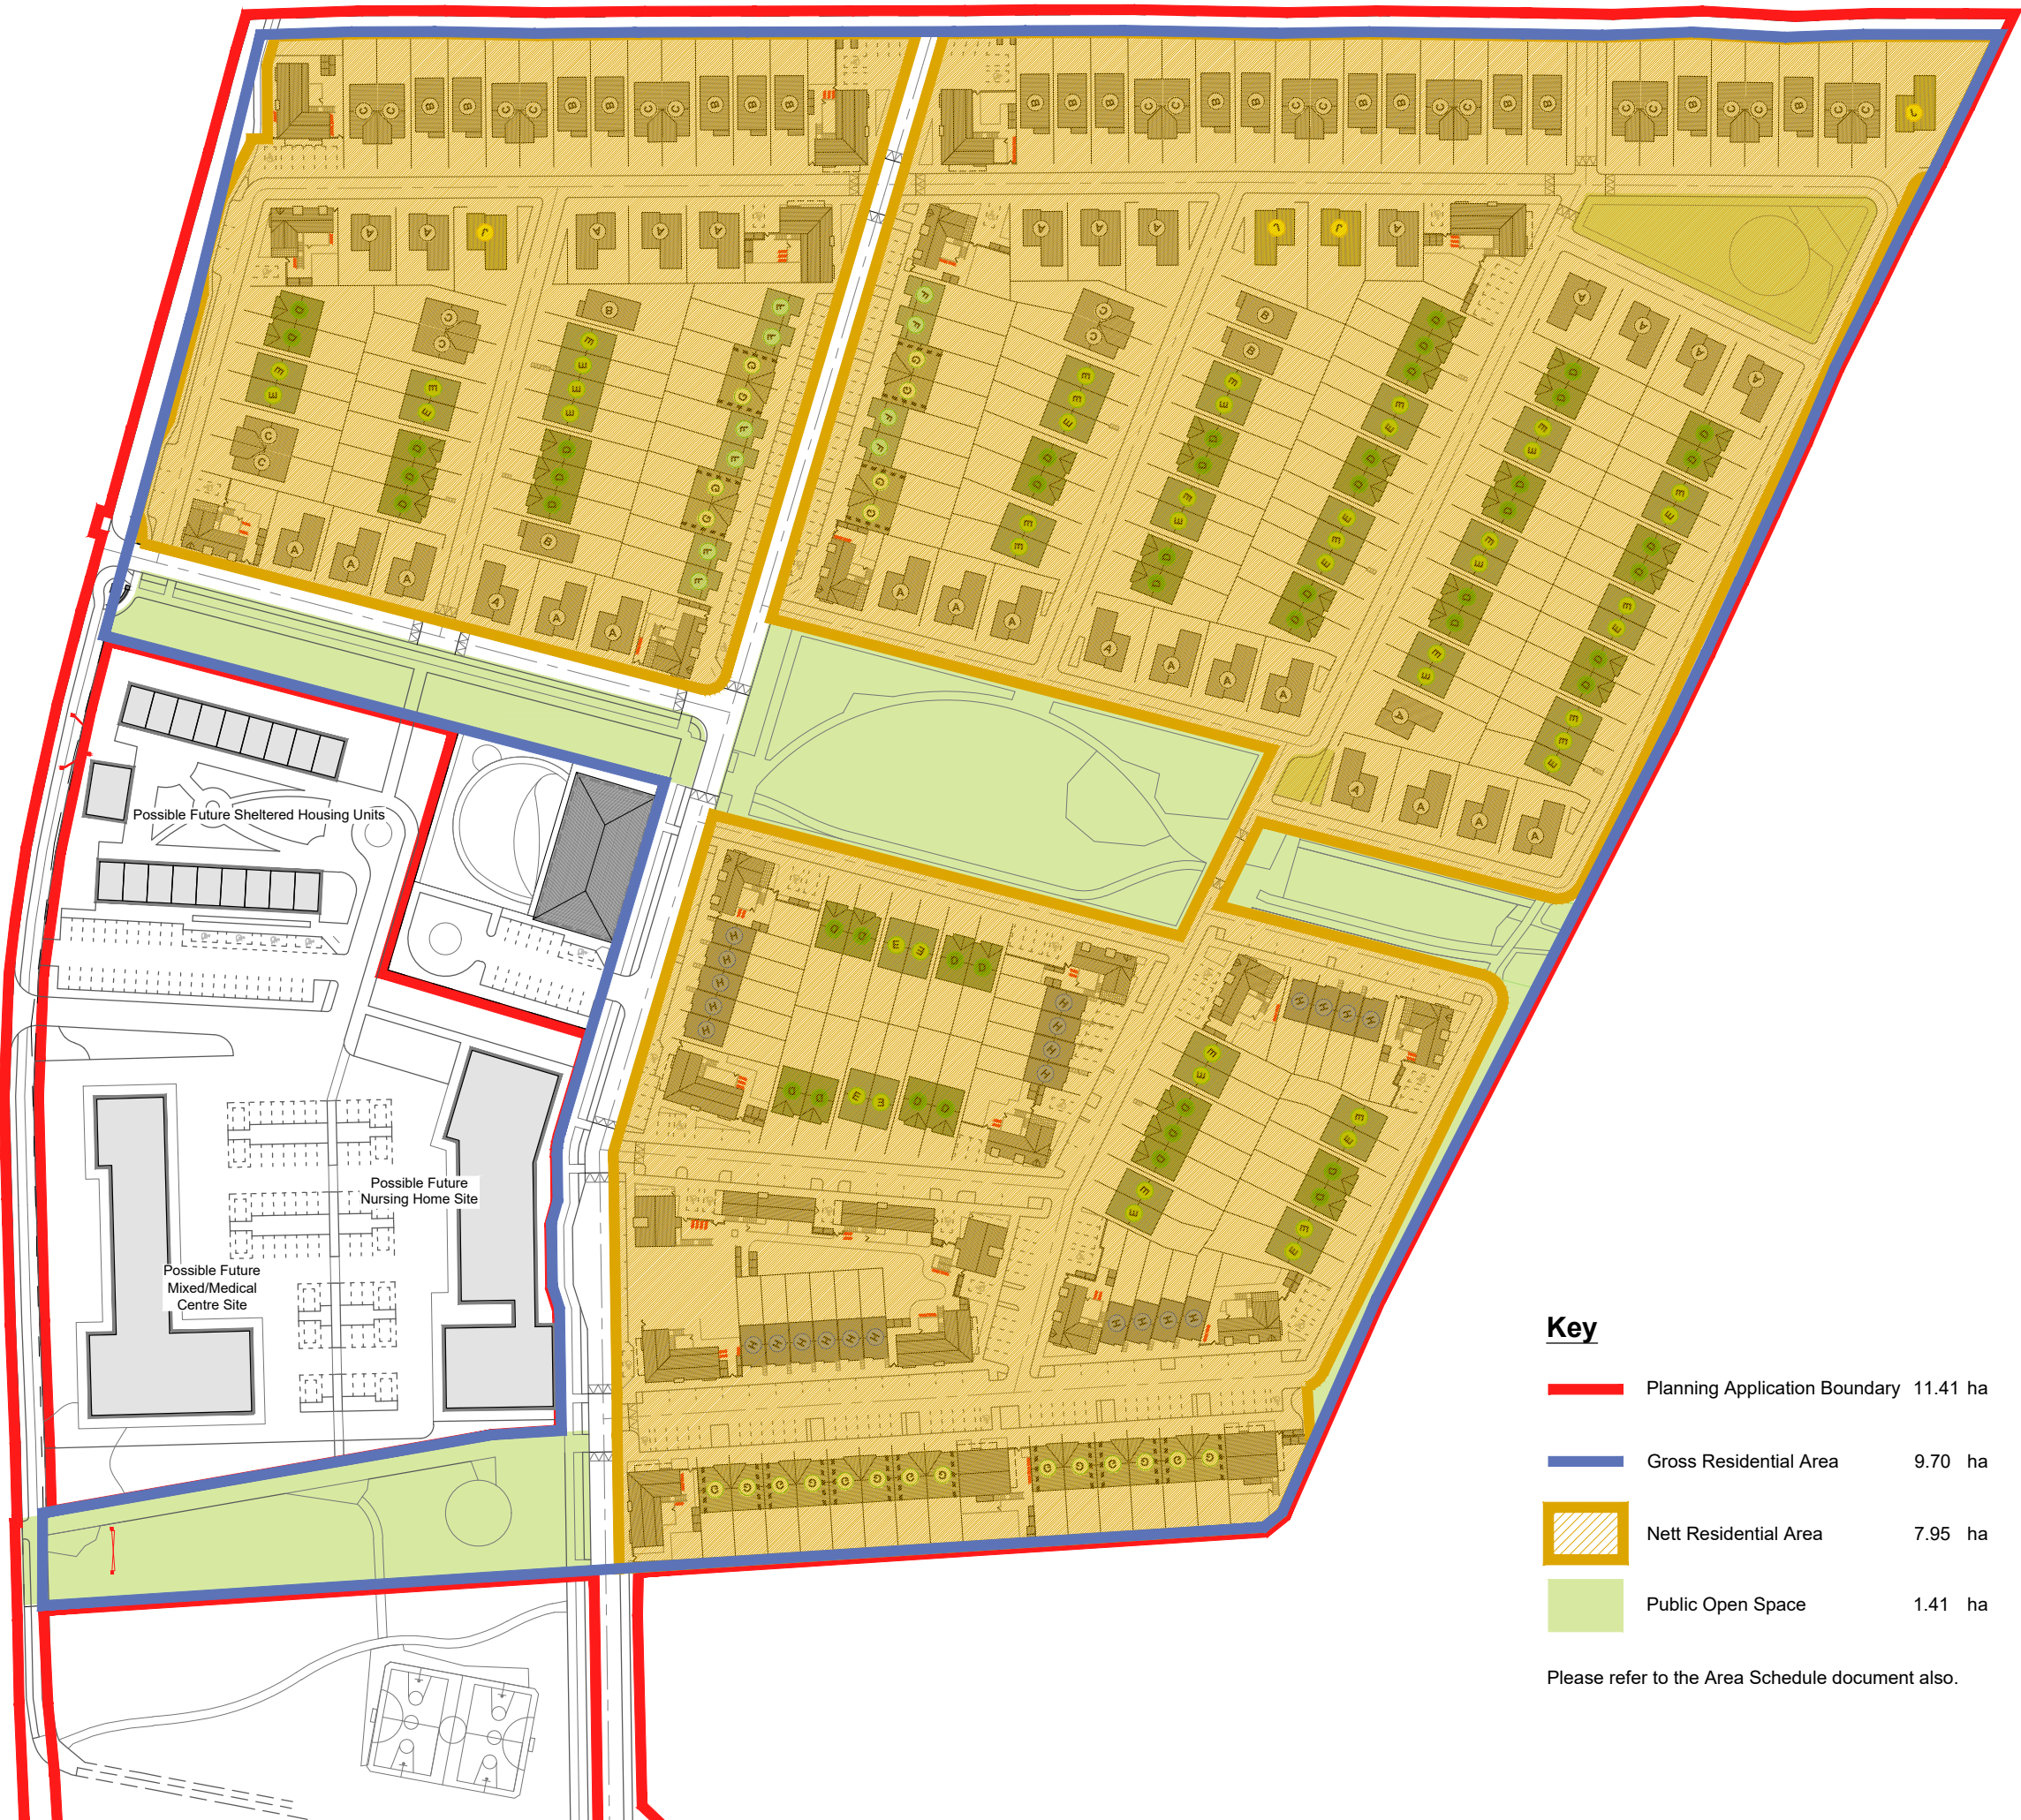 Possible Future Sheltered Housing Units
Possible Future
Nursing Home Site
Possible Future
Mixed/Medical
Centre Site
Key
Planning Application Boundary 11.41 ha
Gross Residential Area 9.70 ha
Nett Residential Area 7.95 ha
Public Open Space 1.41 ha
Please refer to the Area Schedule document also.